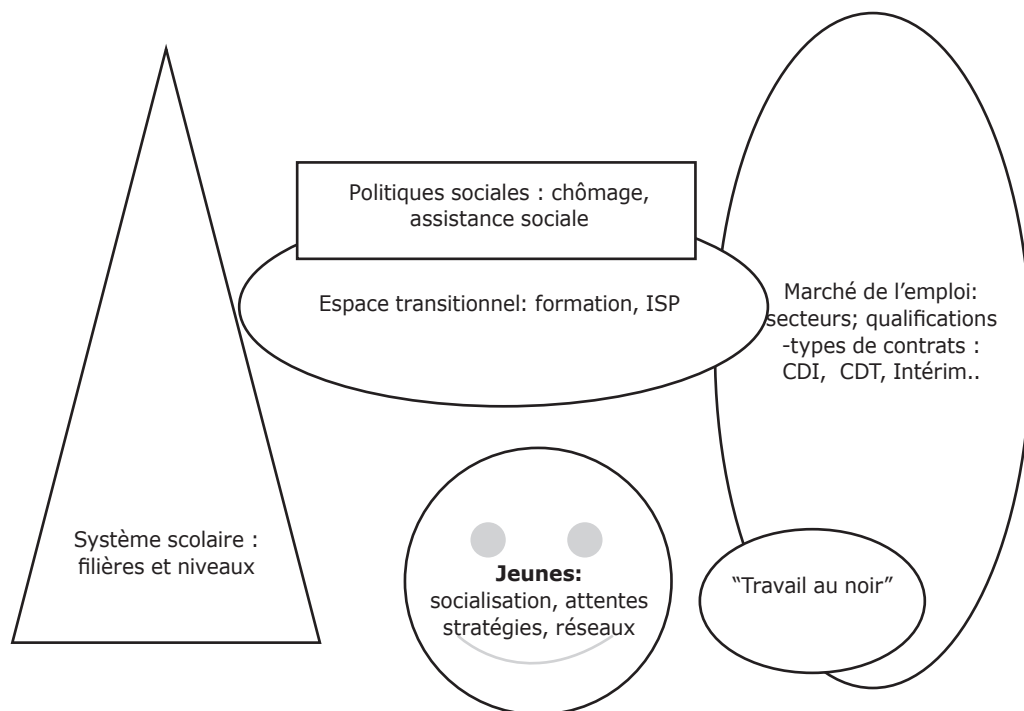 Politiques sociales : chômage,
assistance sociale
Espace transitionnel: formation, ISP
Marché de l’emploi:
secteurs; qualifications
-types de contrats :
CDI, CDT, Intérim..
Système scolaire :
filières et niveaux
Jeunes:
socialisation, attentes
stratégies, réseaux
“Travail au noir”